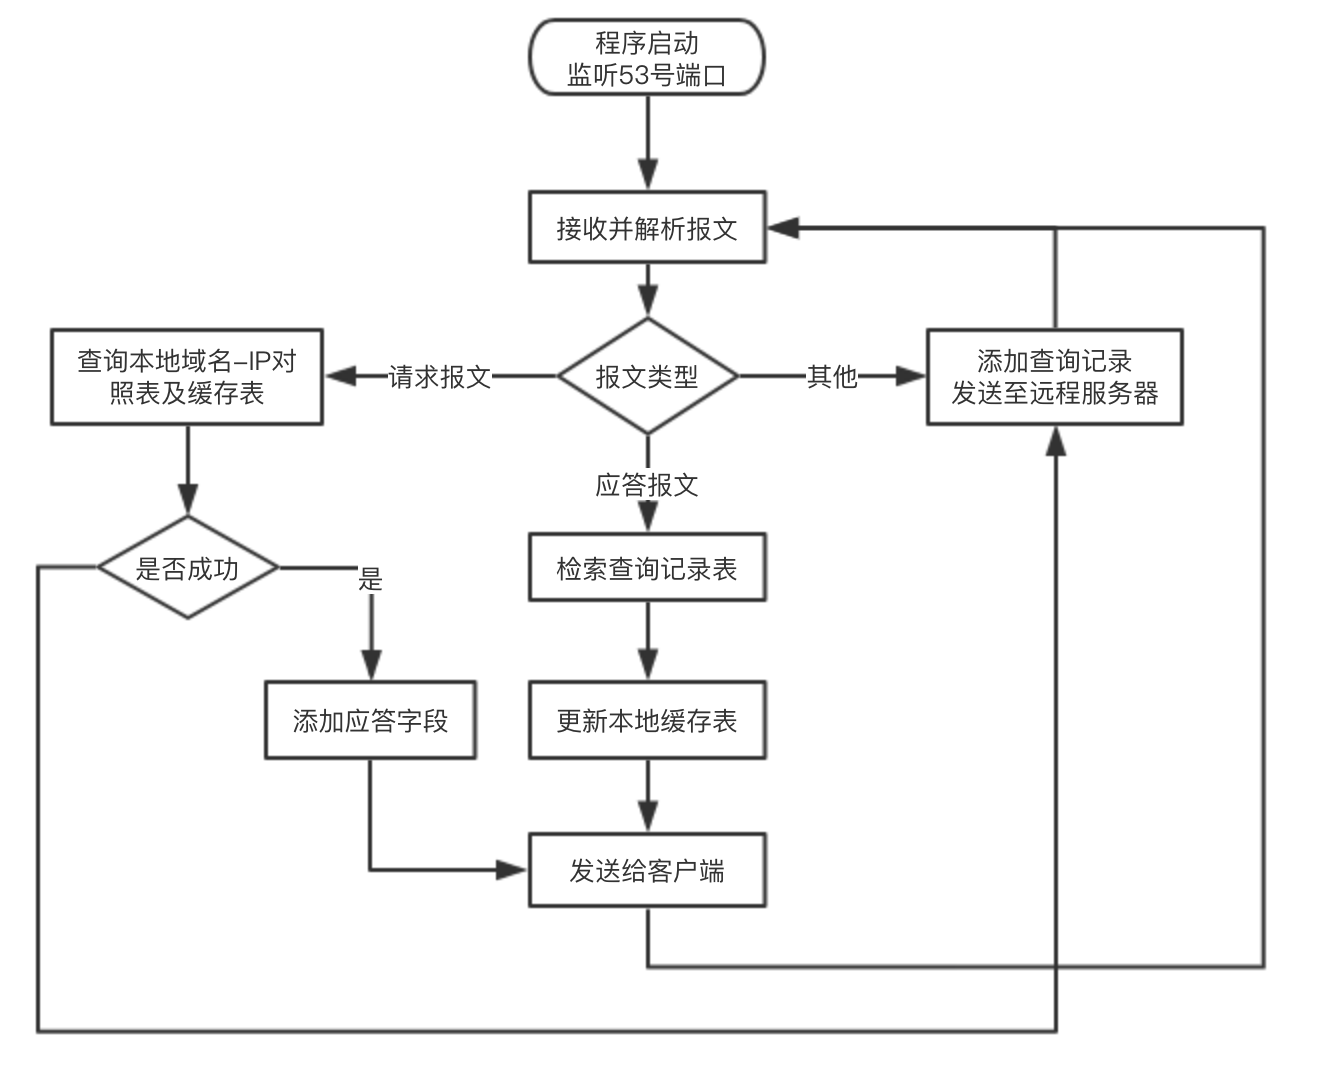 程序启动
监听53号端口
接收并解析报文
查询本地域名-IP对
照表及缓存表
请求报文
报文类型
其他
添加查询记录
发送至远程服务器
应答报文
是否成功
是
检索查询记录表
添加应答字段
更新本地缓存表
发送给客户端